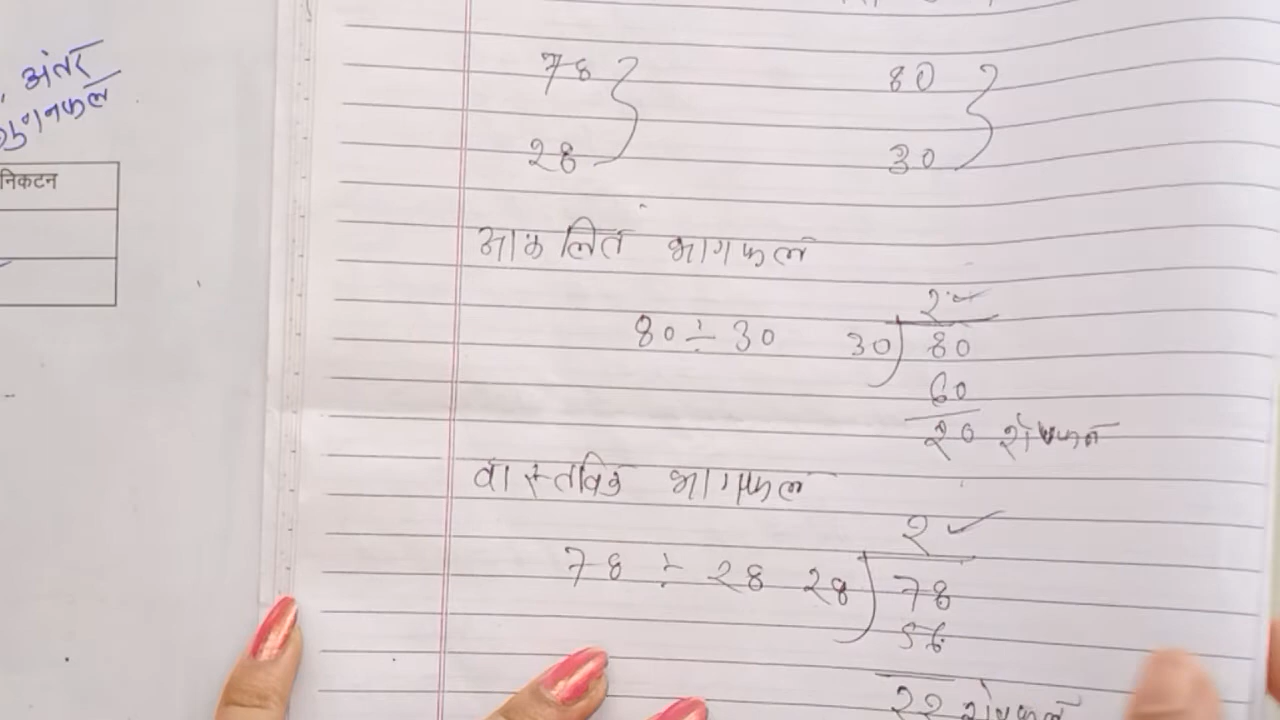 अंतर
गुणनफल
निकटन
78 80
28 30
आकलित भागफल
2
80 ÷ 30 30) 80
60
20 शेषफल
वास्तविक भागफल
2
78 ÷ 28 28) 78
56
22 शेषफल